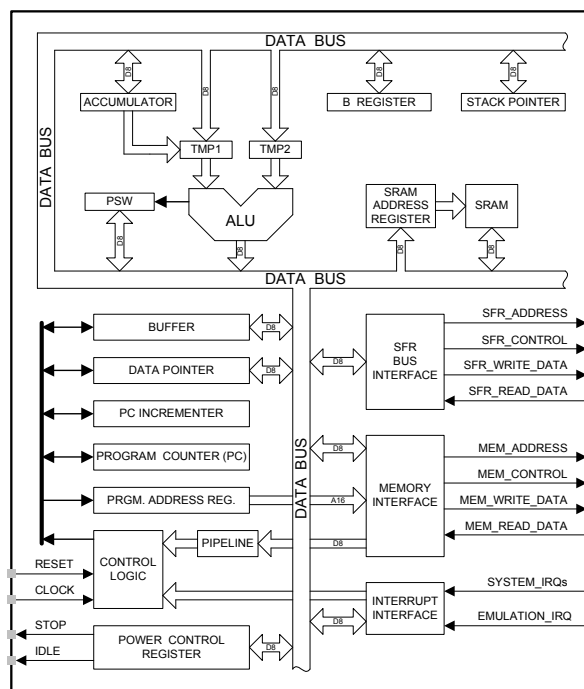 DATA BUS
D8
D8
D8
D8
D8
ACCUMULATOR
B REGISTER
STACK POINTER
DATA BUS
TMP1
TMP2
PSW
ALU
SRAM
ADDRESS
REGISTER
SRAM
D8
D8
D8
D8
DATA BUS
BUFFER
D8
DATA POINTER
D8
PC INCREMENTER
PROGRAM COUNTER (PC)
PRGM. ADDRESS REG.
A16
CONTROL
LOGIC
PIPELINE
D8
POWER CONTROL
REGISTER
D8
RESET
CLOCK
STOP
IDLE
DATA BUS
D8
SFR
BUS
INTERFACE
SFR_ADDRESS
SFR_CONTROL
SFR_WRITE_DATA
SFR_READ_DATA
D8
MEMORY
INTERFACE
MEM_ADDRESS
MEM_CONTROL
MEM_WRITE_DATA
MEM_READ_DATA
D8
INTERRUPT
INTERFACE
SYSTEM_IRQs
EMULATION_IRQ